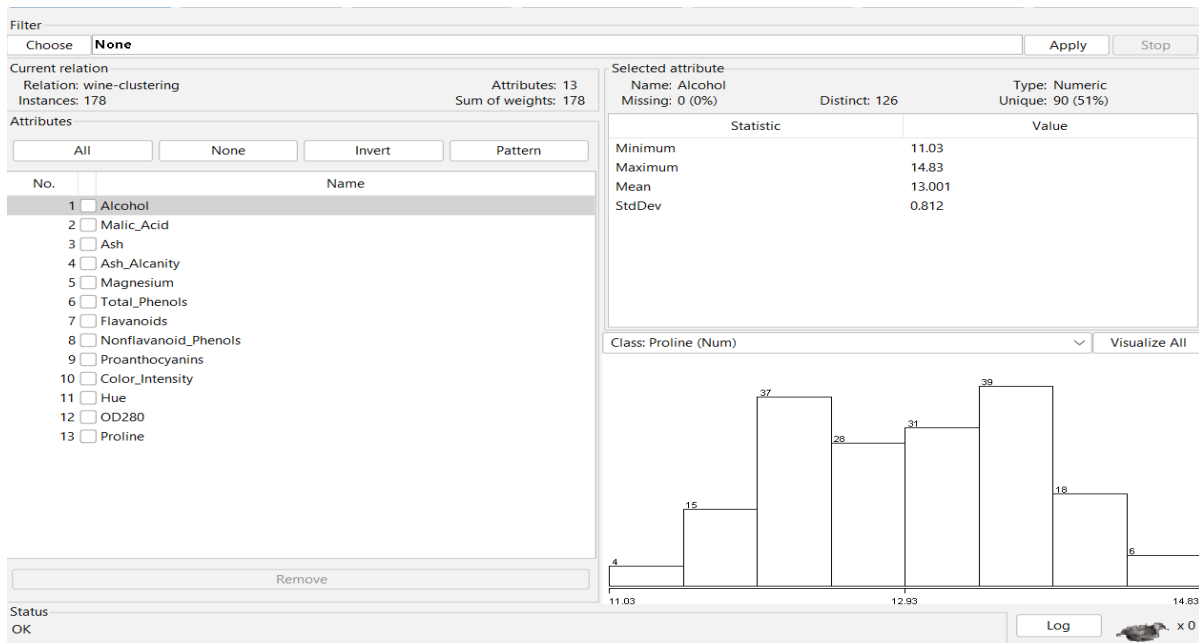 Filter
Choose None Apply Stop
Current relation
Relation: wine-clustering Attributes: 13
Instances: 178 Sum of weights: 178
Attributes
All None Invert Pattern
No. Name
1 Alcohol
2 Malic_Acid
3 Ash
4 Ash_Alcanity
5 Magnesium
6 Total_Phenols
7 Flavanoids
8 Nonflavanoid_Phenols
9 Proanthocyanins
10 Color_Intensity
11 Hue
12 OD280
13 Proline
Remove
Selected attribute
Name: Alcohol Type: Numeric
Missing: 0 (0%) Distinct: 126 Unique: 90 (51%)
Statistic Value
Minimum 11.03
Maximum 14.83
Mean 13.001
StdDev 0.812
Class: Proline (Num) Visualize All
4 15 37 28 31 39 18 6
11.03 12.93 14.83
Status
OK
Log x 0